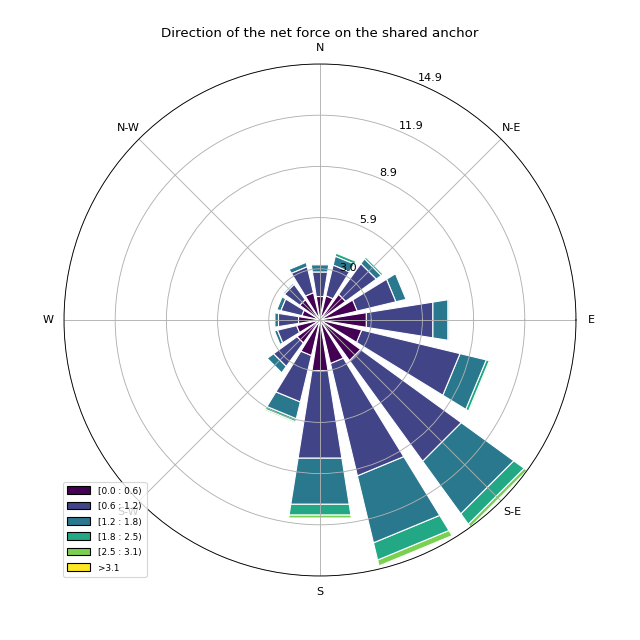 Direction of the net force on the shared anchor
N
14.9
N-W
N-E
11.9
8.9
5.9
3.0
W
E
[0.0 : 0.6)
[0.6 : 1.2)
S-W
S-E
[1.2 : 1.8)
[1.8 : 2.5)
[2.5 : 3.1)
>3.1
S